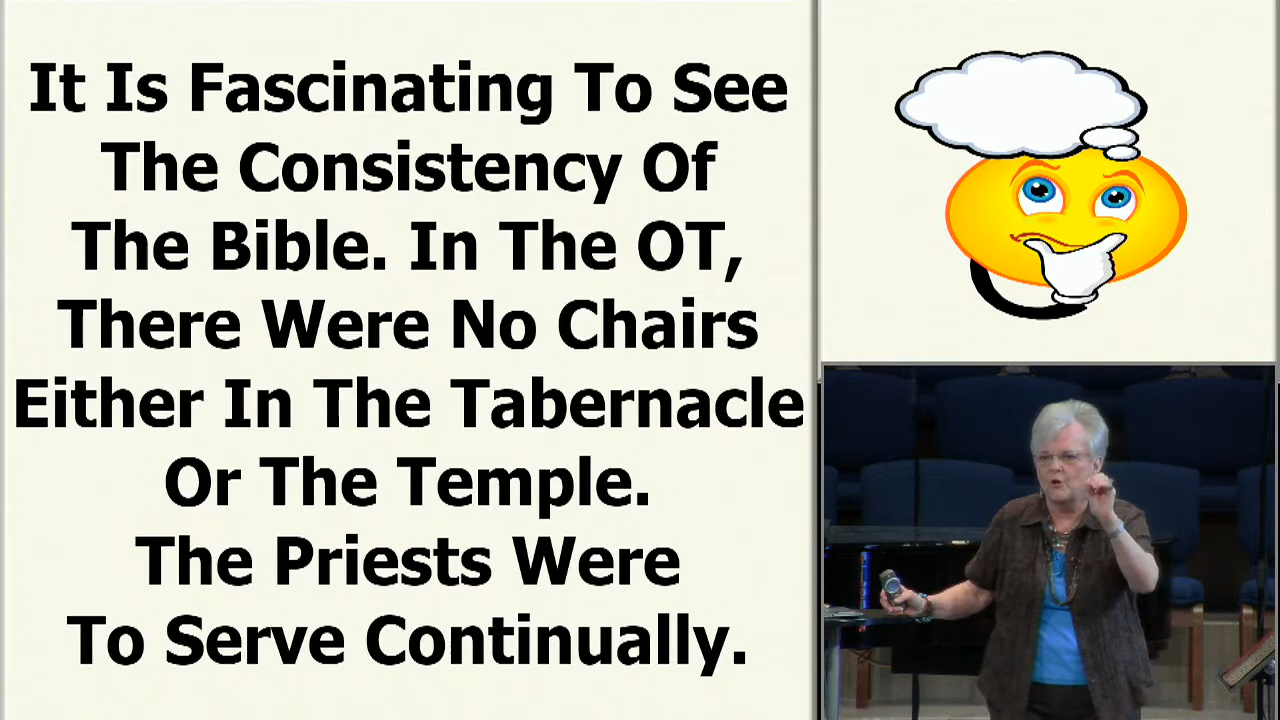 It Is Fascinating To See
The Consistency Of
The Bible. In The OT,
There Were No Chairs
Either In The Tabernacle
Or The Temple.
The Priests Were
To Serve Continually.